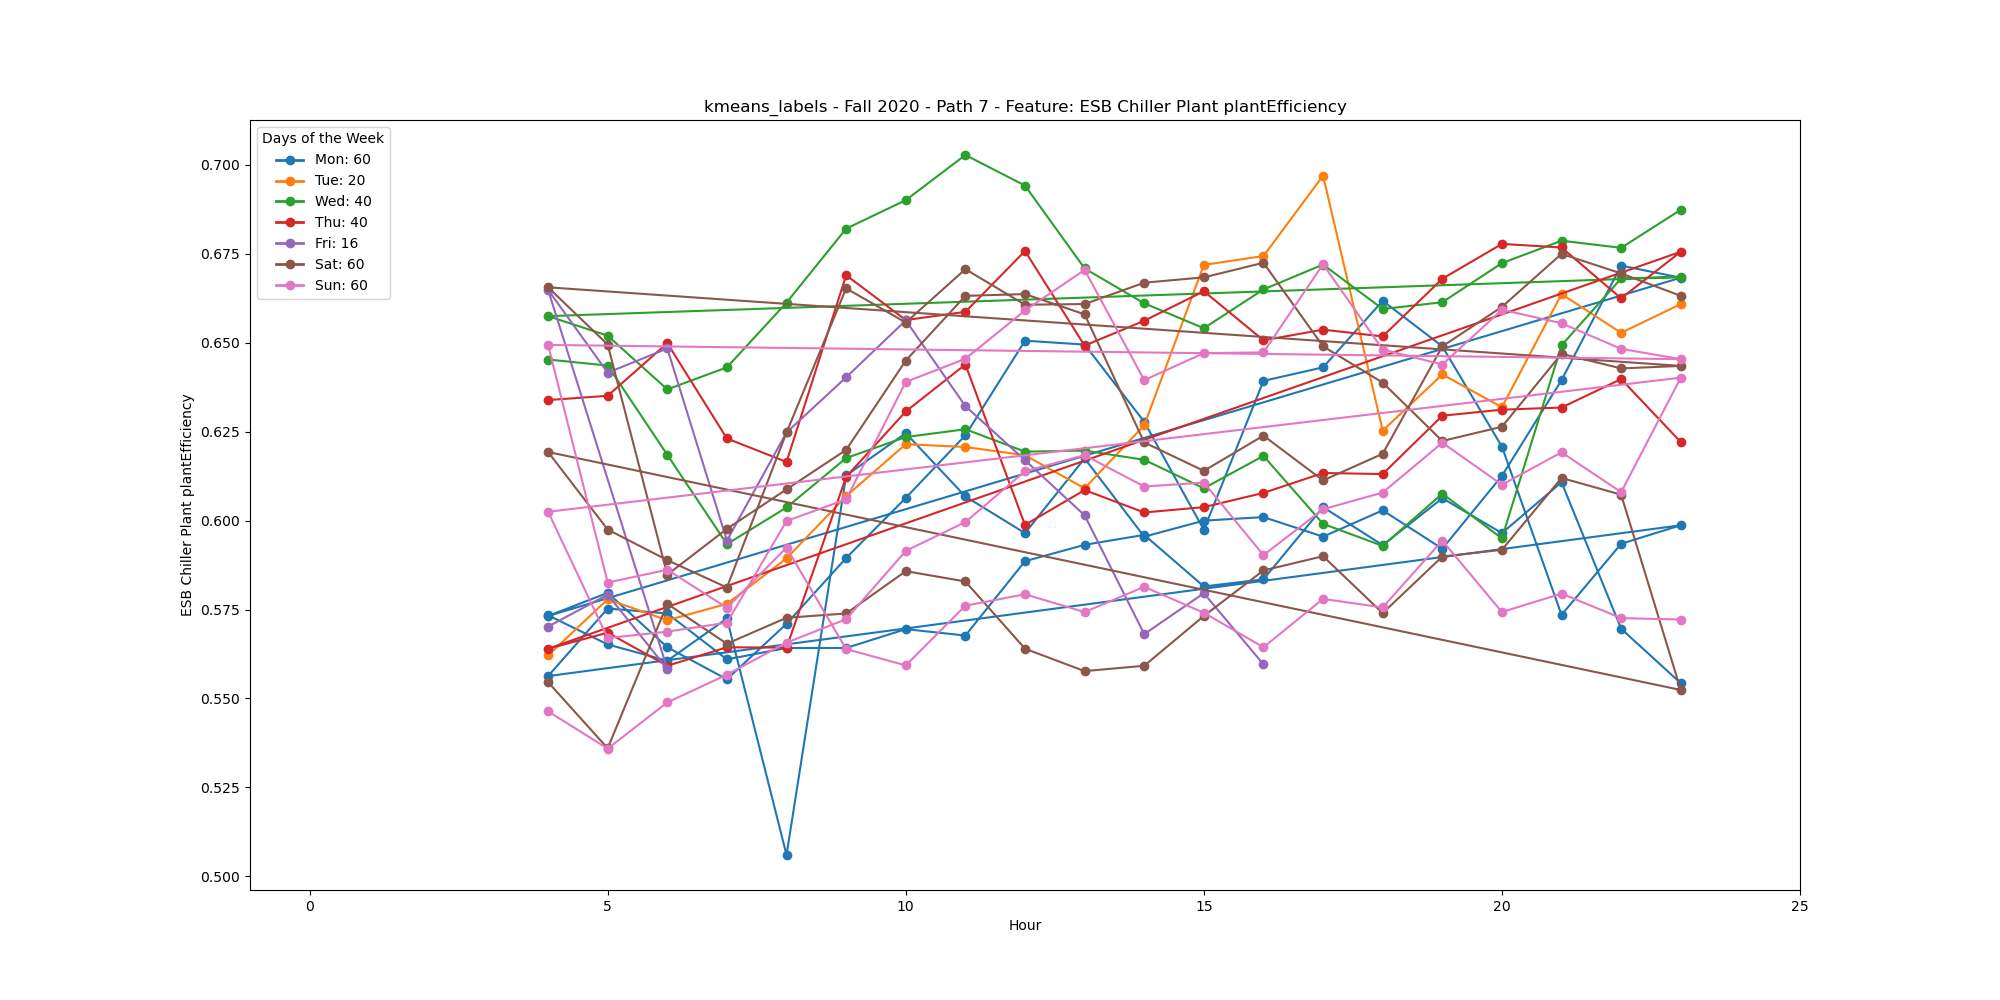 kmeans_labels - Fall 2020 - Path 7 - Feature: ESB Chiller Plant plantEfficiency
Days of the Week
Mon: 60
Tue: 20
Wed: 40
Thu: 40
Fri: 16
Sat: 60
Sun: 60
ESB Chiller Plant plantEfficiency
0.700
0.675
0.650
0.625
0.600
0.575
0.550
0.525
0.500
0 5 10 15 20 25
Hour